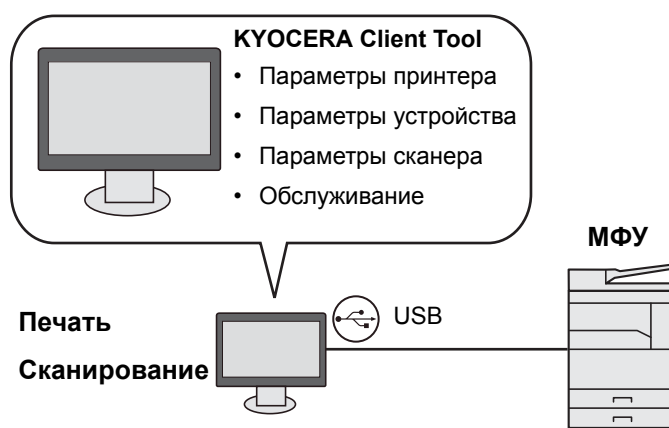 KYOCERA Client Tool
• Параметры принтера
• Параметры устройства
• Параметры сканера
• Обслуживание
МФУ
USB
Печать
Сканирование